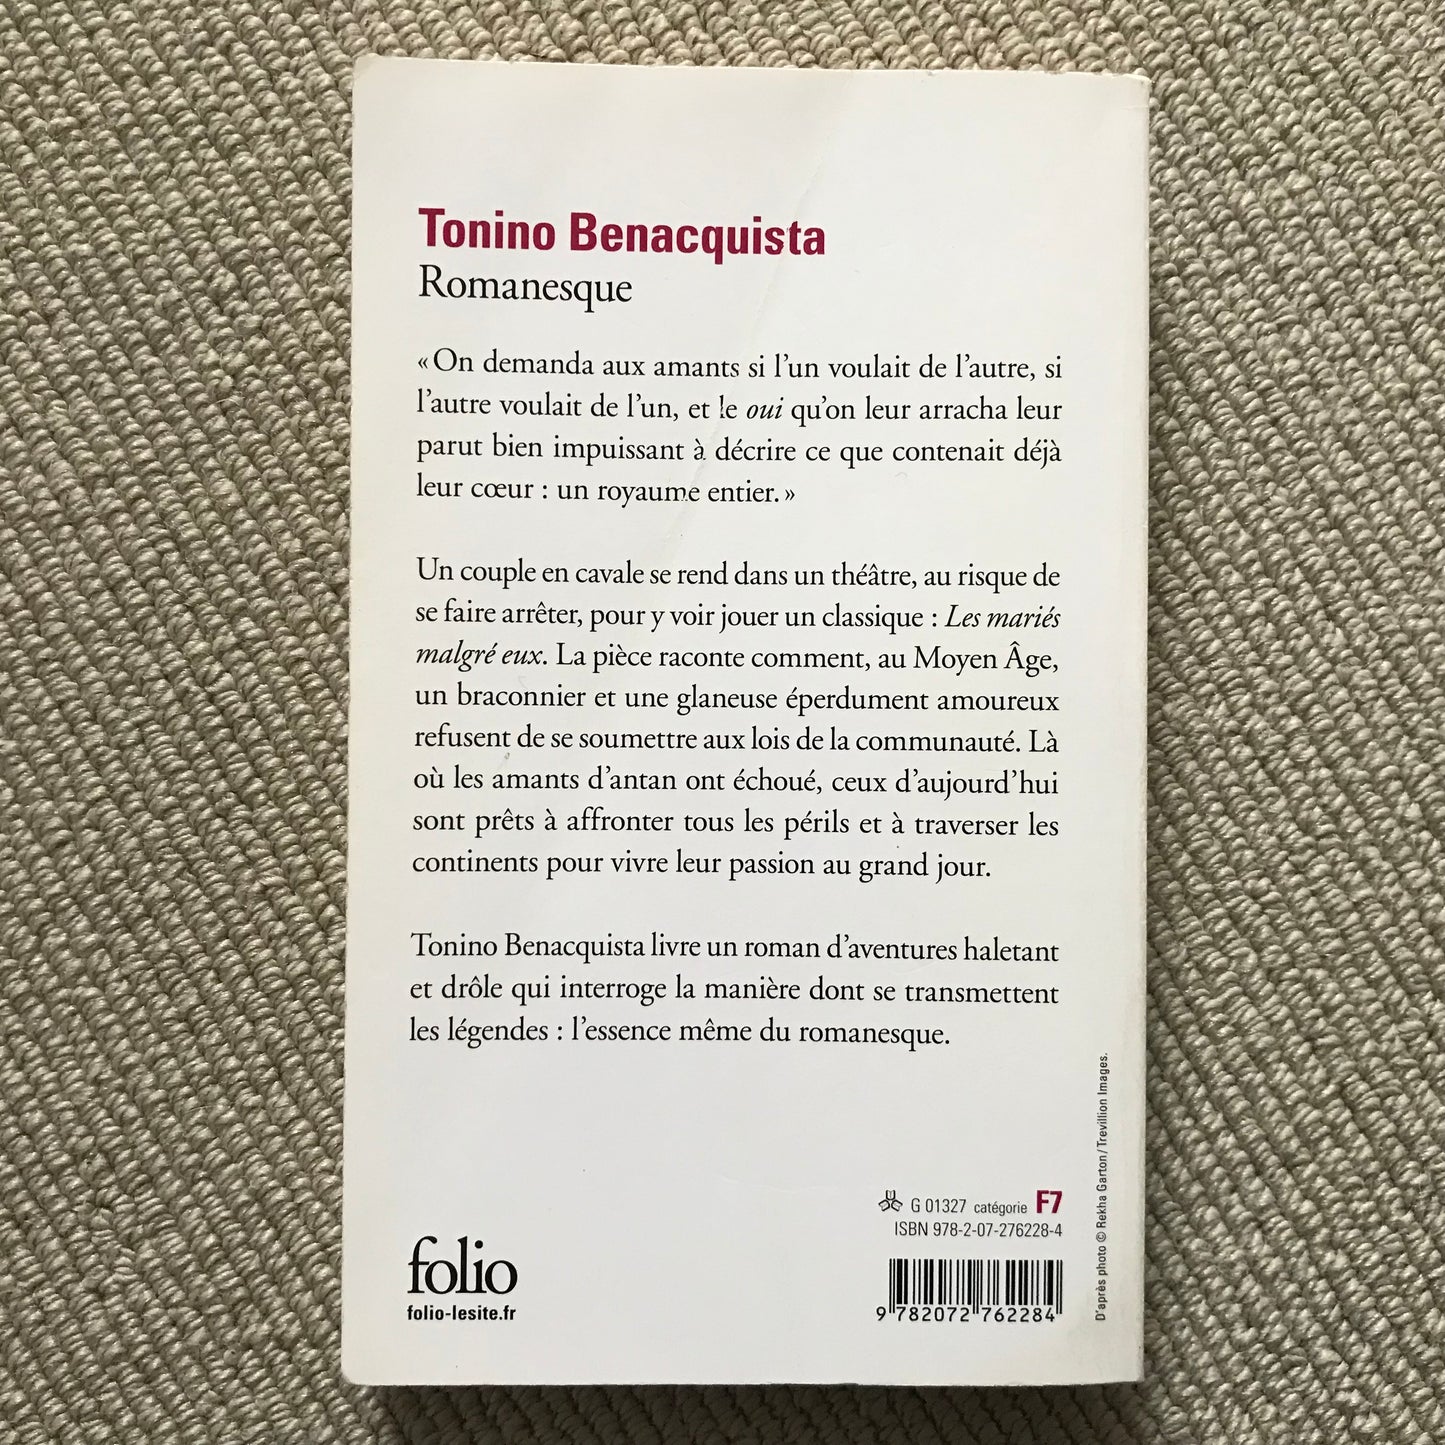 Tonino Benacquista
Romanesque
« On demanda aux amants si l'un voulait de l'autre, si
l'autre voulait de l'un, et le oui qu'on leur arracha leur
parut bien impuissant à décrire ce que contenait déjà
leur cœur : un royaume entier. »
Un couple en cavale se rend dans un théâtre, au risque de
se faire arrêter, pour y voir jouer un classique : Les mariés
malgré eux. La pièce raconte comment, au Moyen Âge,
un braconnier et une glaneuse éperdument amoureux
refusent de se soumettre aux lois de la communauté. Là
où les amants d'antan ont échoué, ceux d'aujourd'hui
sont prêts à affronter tous les périls et à traverser les
continents pour vivre leur passion au grand jour.
Tonino Benacquista livre un roman d'aventures haletant
et drôle qui interroge la manière dont se transmettent
les légendes : l'essence même du romanesque.
G 01327 catégorie F7
ISBN 978-2-07-276228-4
folio
folio-lesite.fr
9 782072 762284
D'après photo © Rekha Garton / Trevillion Images.